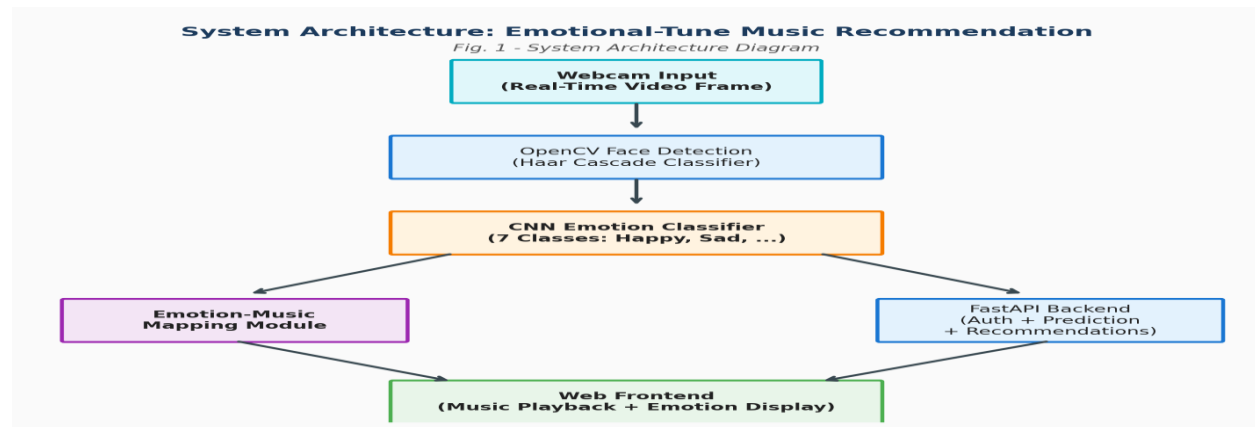 System Architecture: Emotional-Tune Music Recommendation
Fig. 1 - System Architecture Diagram
Webcam Input
(Real-Time Video Frame)
OpenCV Face Detection
(Haar Cascade Classifier)
CNN Emotion Classifier
(7 Classes: Happy, Sad, ...)
Emotion-Music
Mapping Module
FastAPI Backend
(Auth + Prediction
+ Recommendations)
Web Frontend
(Music Playback + Emotion Display)